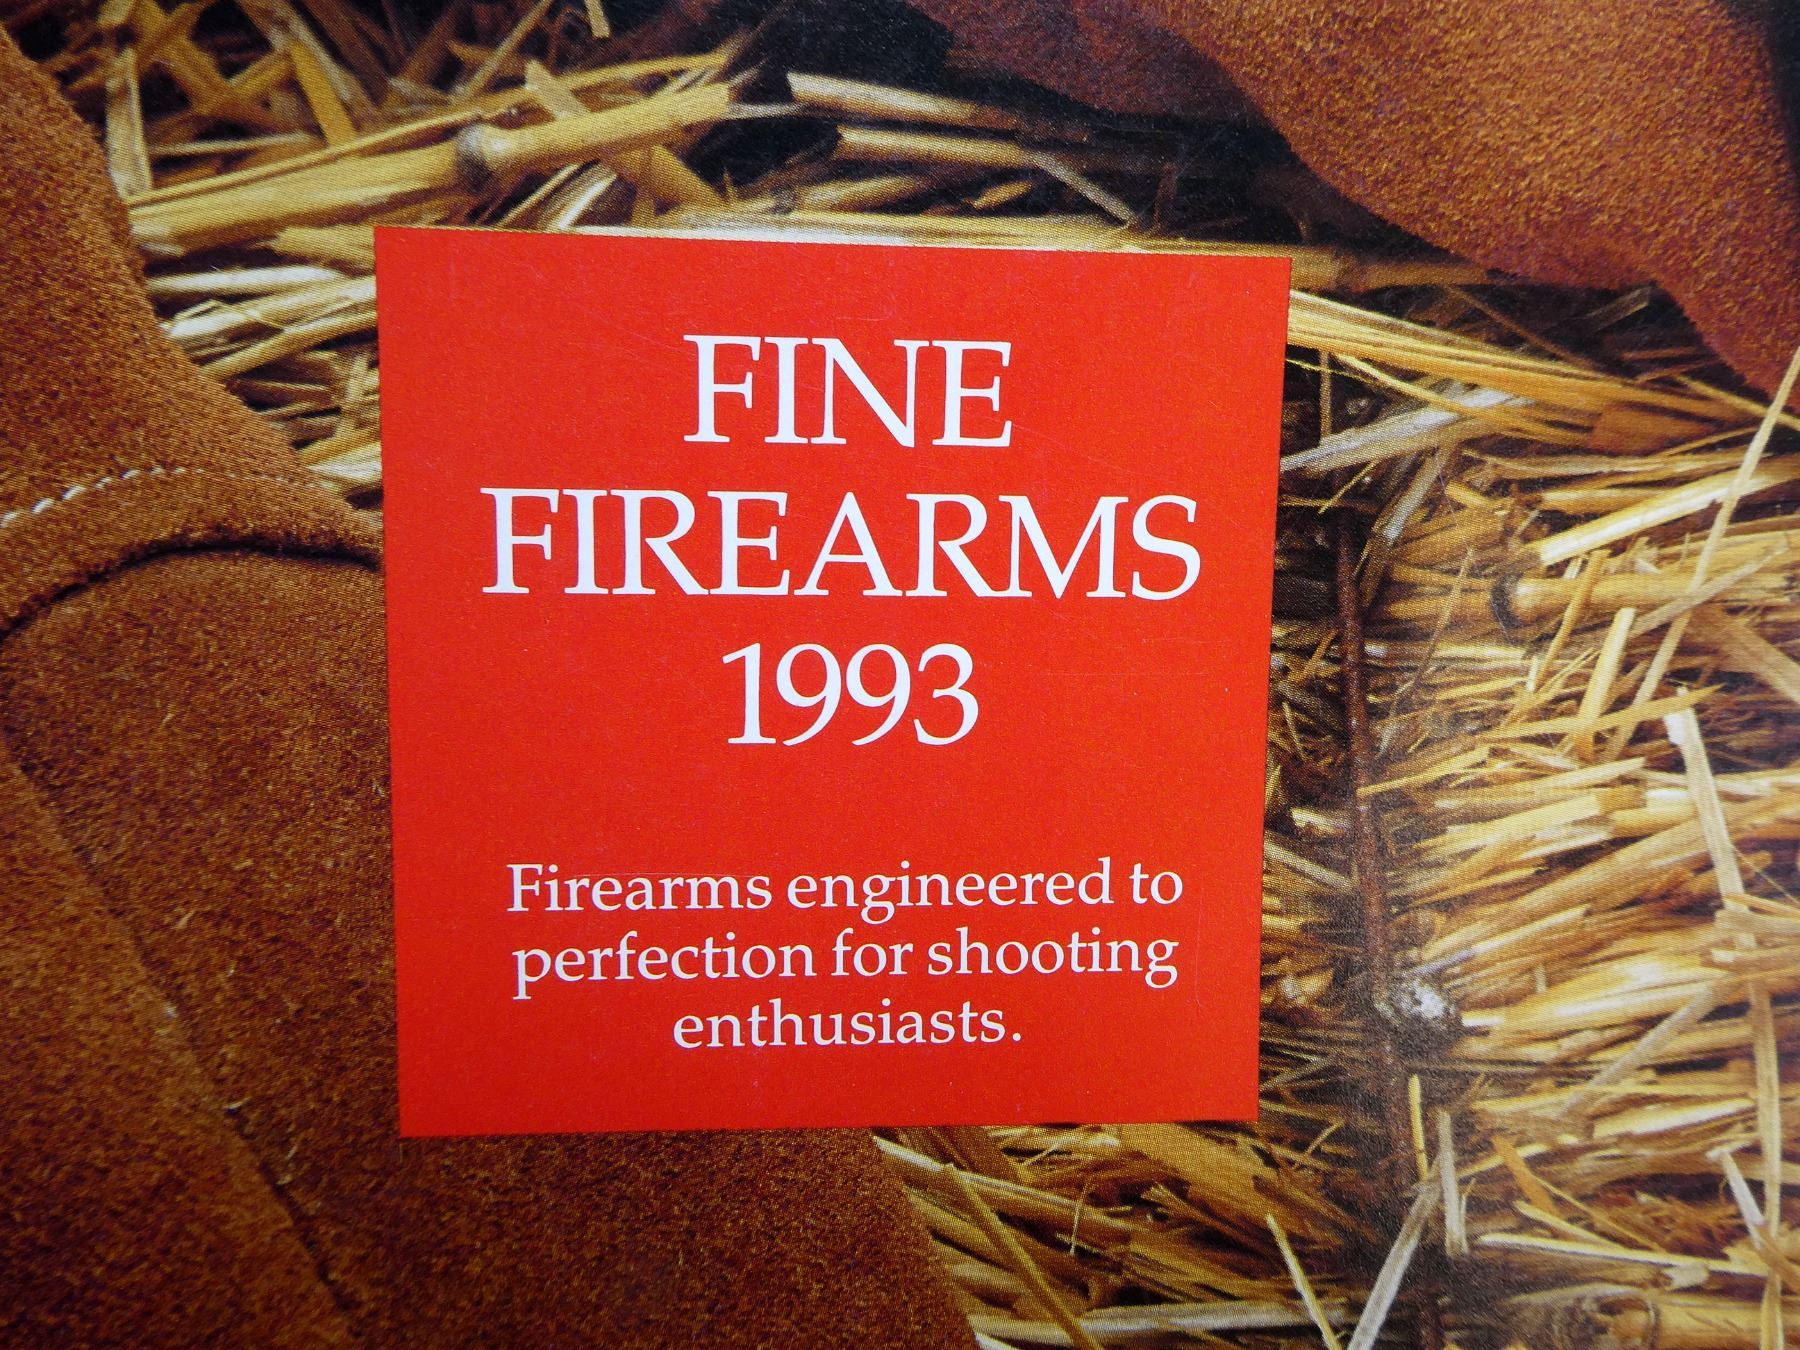 FINE
FIREARMS
1993
Firearms engineered to
perfection for shooting
enthusiasts.